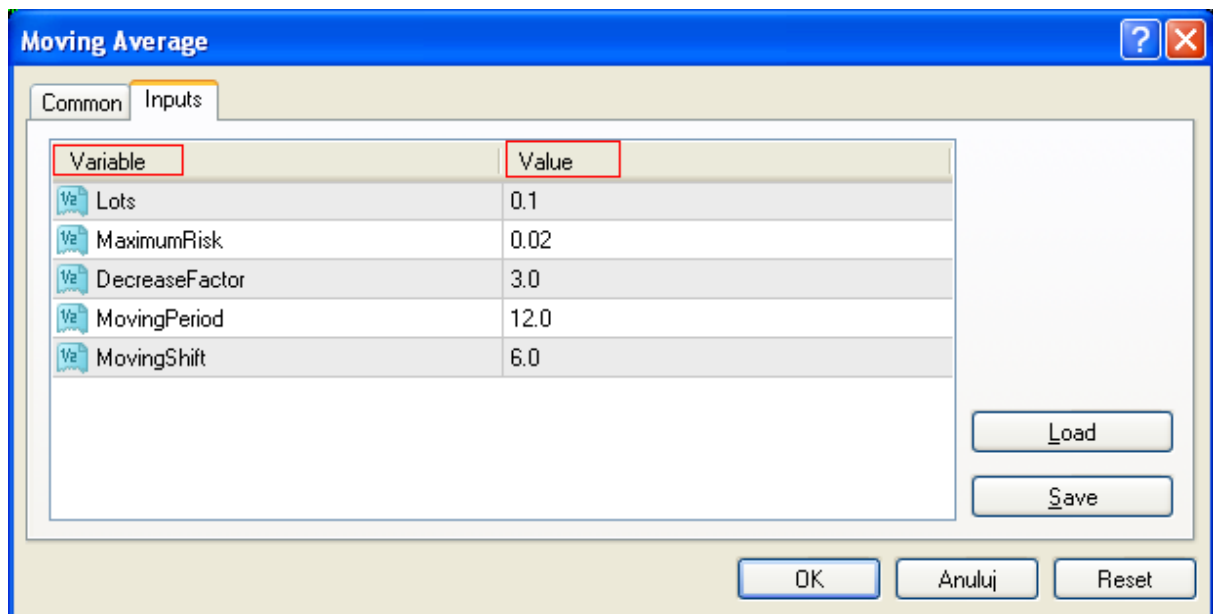 Moving Average
Common Inputs
Variable Value
Lots 0.1
MaximumRisk 0.02
DecreaseFactor 3.0
MovingPeriod 12.0
MovingShift 6.0
Load
Save
OK Anuluj Reset